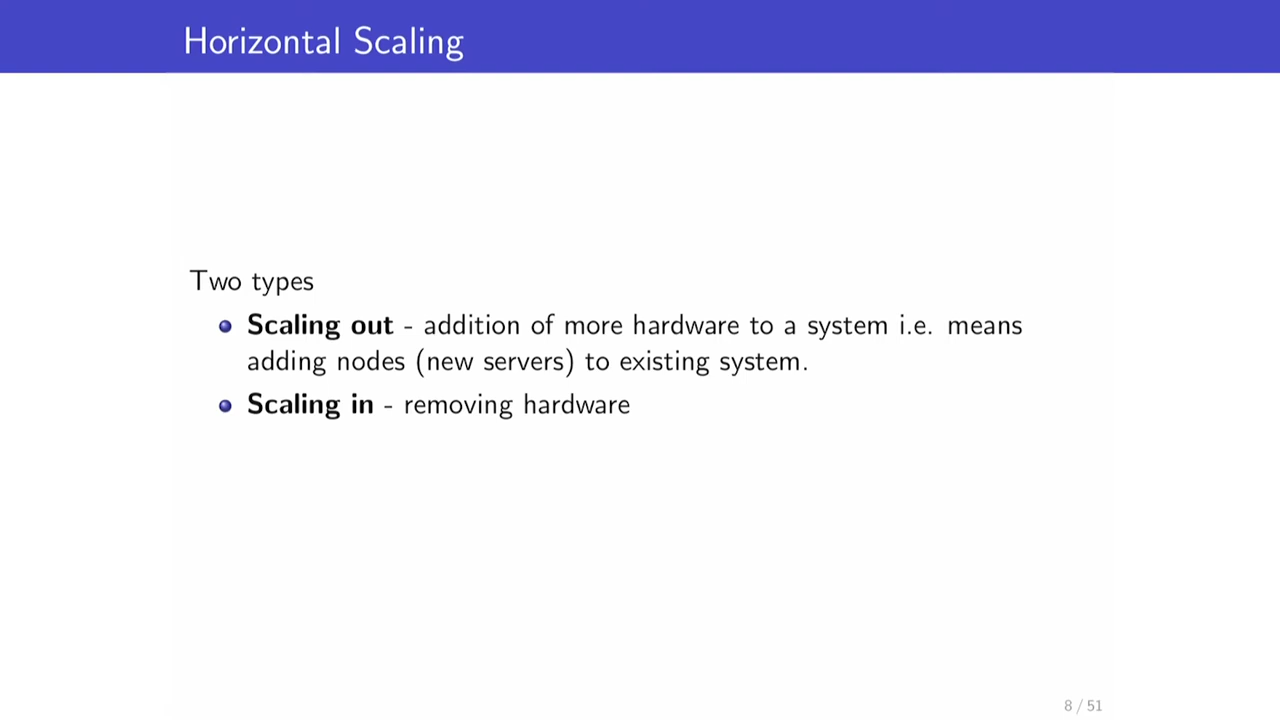 Horizontal Scaling
Two types
Scaling out - addition of more hardware to a system i.e. means
adding nodes (new servers) to existing system.
Scaling in - removing hardware
8 / 51